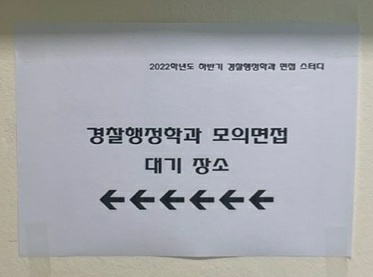 2022학년도 하반기 경찰행정학과 면접 스터디
경찰행정학과 모의면접
대기 장소
←←←←←←